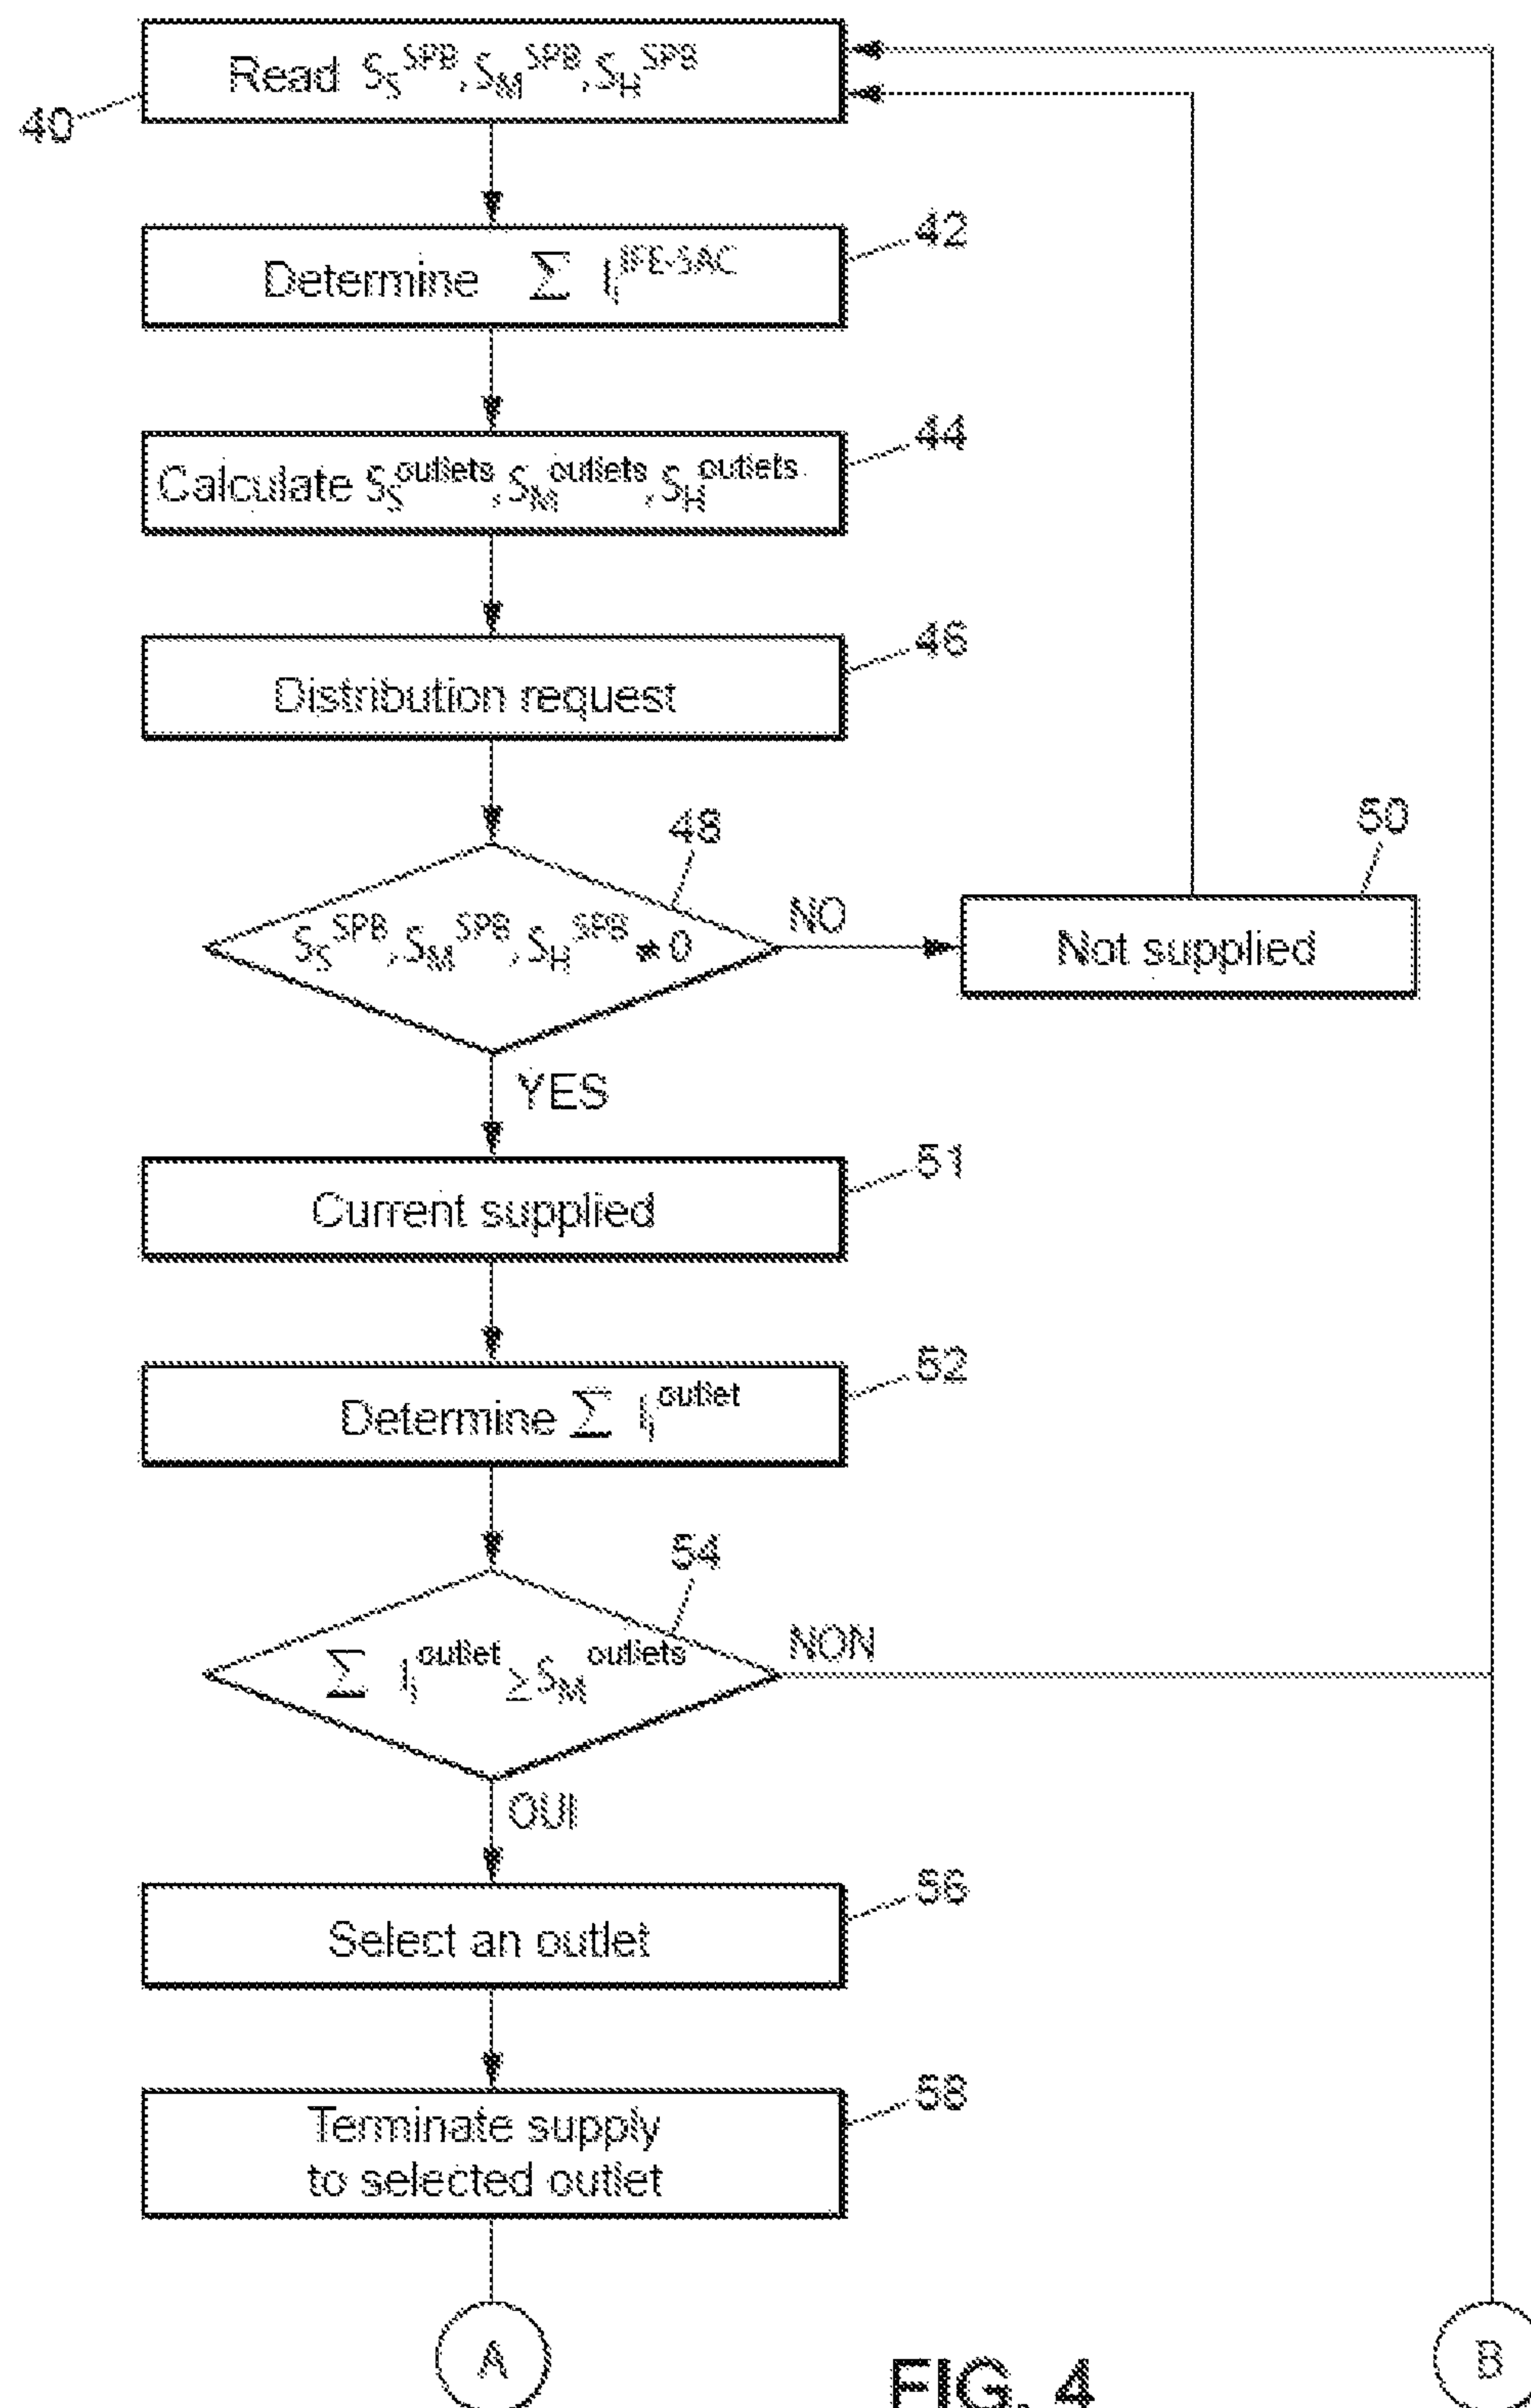 Read S_S^SPB, S_M^SPB, S_H^SPB
40
42
Determine Σ I_i^IFE-SAC
44
Calculate S_S^outlets, S_M^outlets, S_H^outlets
46
Distribution request
48
50
S_S^SPB, S_M^SPB, S_H^SPB ≠ 0
NO
Not supplied
YES
51
Current supplied
52
Determine Σ I_j^outlet
54
Σ I_j^outlet ≥ S_M^outlets
NON
OUI
56
Select an outlet
58
Terminate supply
to selected outlet
A
B
FIG. 4